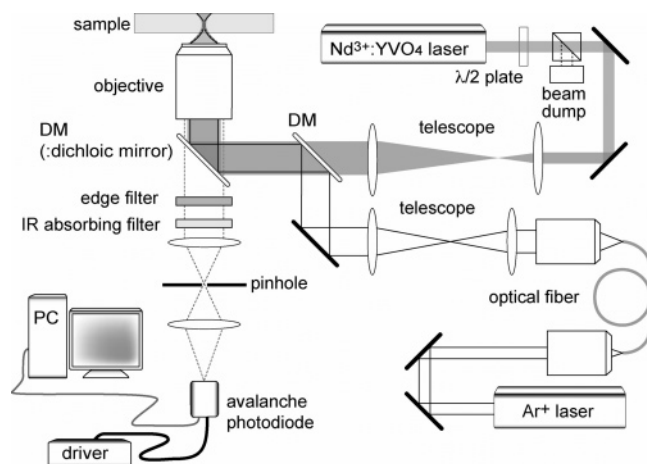 sample
Nd3+:YVO4 laser
λ/2 plate
beam
dump
objective
DM
(:dichloic mirror)
DM
telescope
edge filter
IR absorbing filter
telescope
pinhole
optical fiber
PC
avalanche
photodiode
Ar+ laser
driver